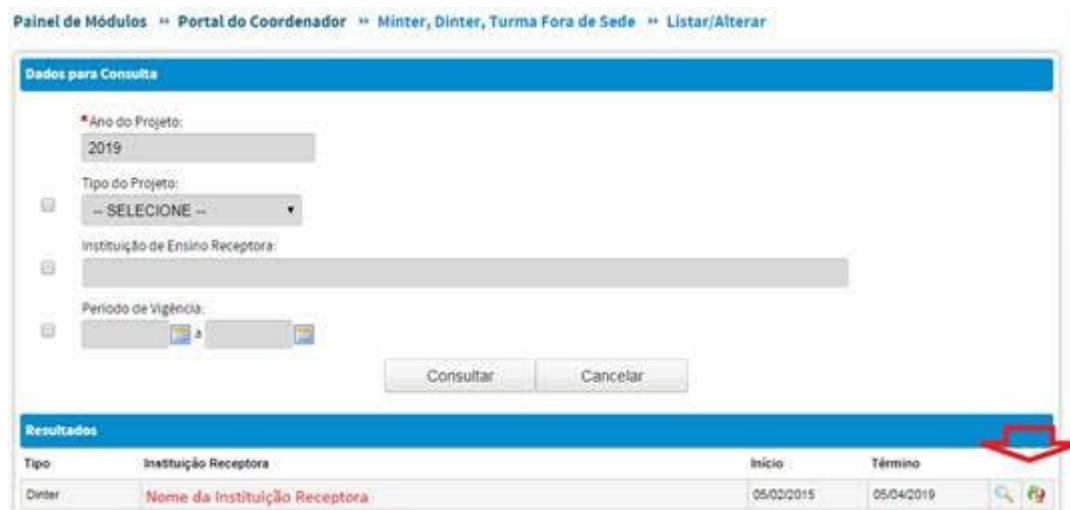 Painel de Módulos » Portal do Coordenador » Minter, Dinter, Turma Fora de Sede » Listar/Alterar
Dados para Consulta
*Ano do Projeto:
2019
Tipo do Projeto:
-- SELECIONE --
Instituição de Ensino Receptora:
Período de Vigência:
a
Consultar Cancelar
Resultados
Tipo Instituição Receptora Início Término
Dinter Nome da Instituição Receptora 05/02/2015 05/04/2019